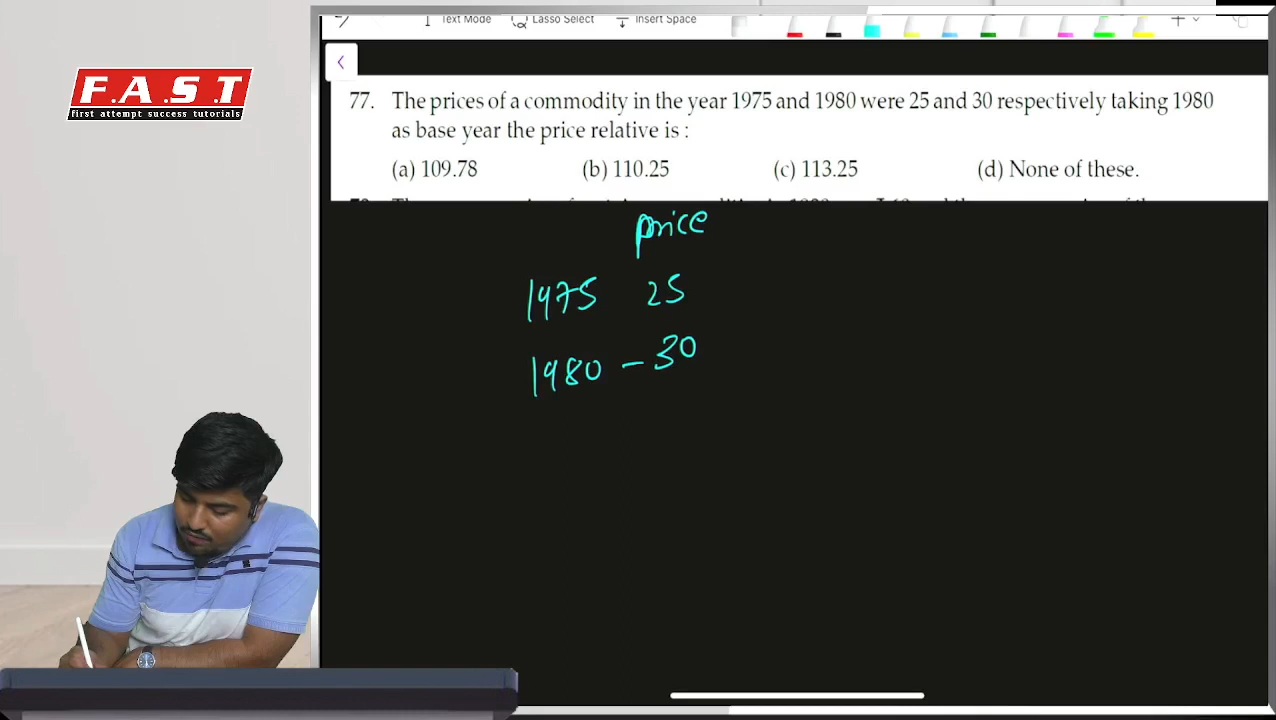 Text Mode
Lasso Select
Insert Space
F.A.S.T
first attempt success tutorials
77. The prices of a commodity in the year 1975 and 1980 were 25 and 30 respectively taking 1980
as base year the price relative is :
(a) 109.78 (b) 110.25 (c) 113.25 (d) None of these.
price
1975 25
1980 – 30